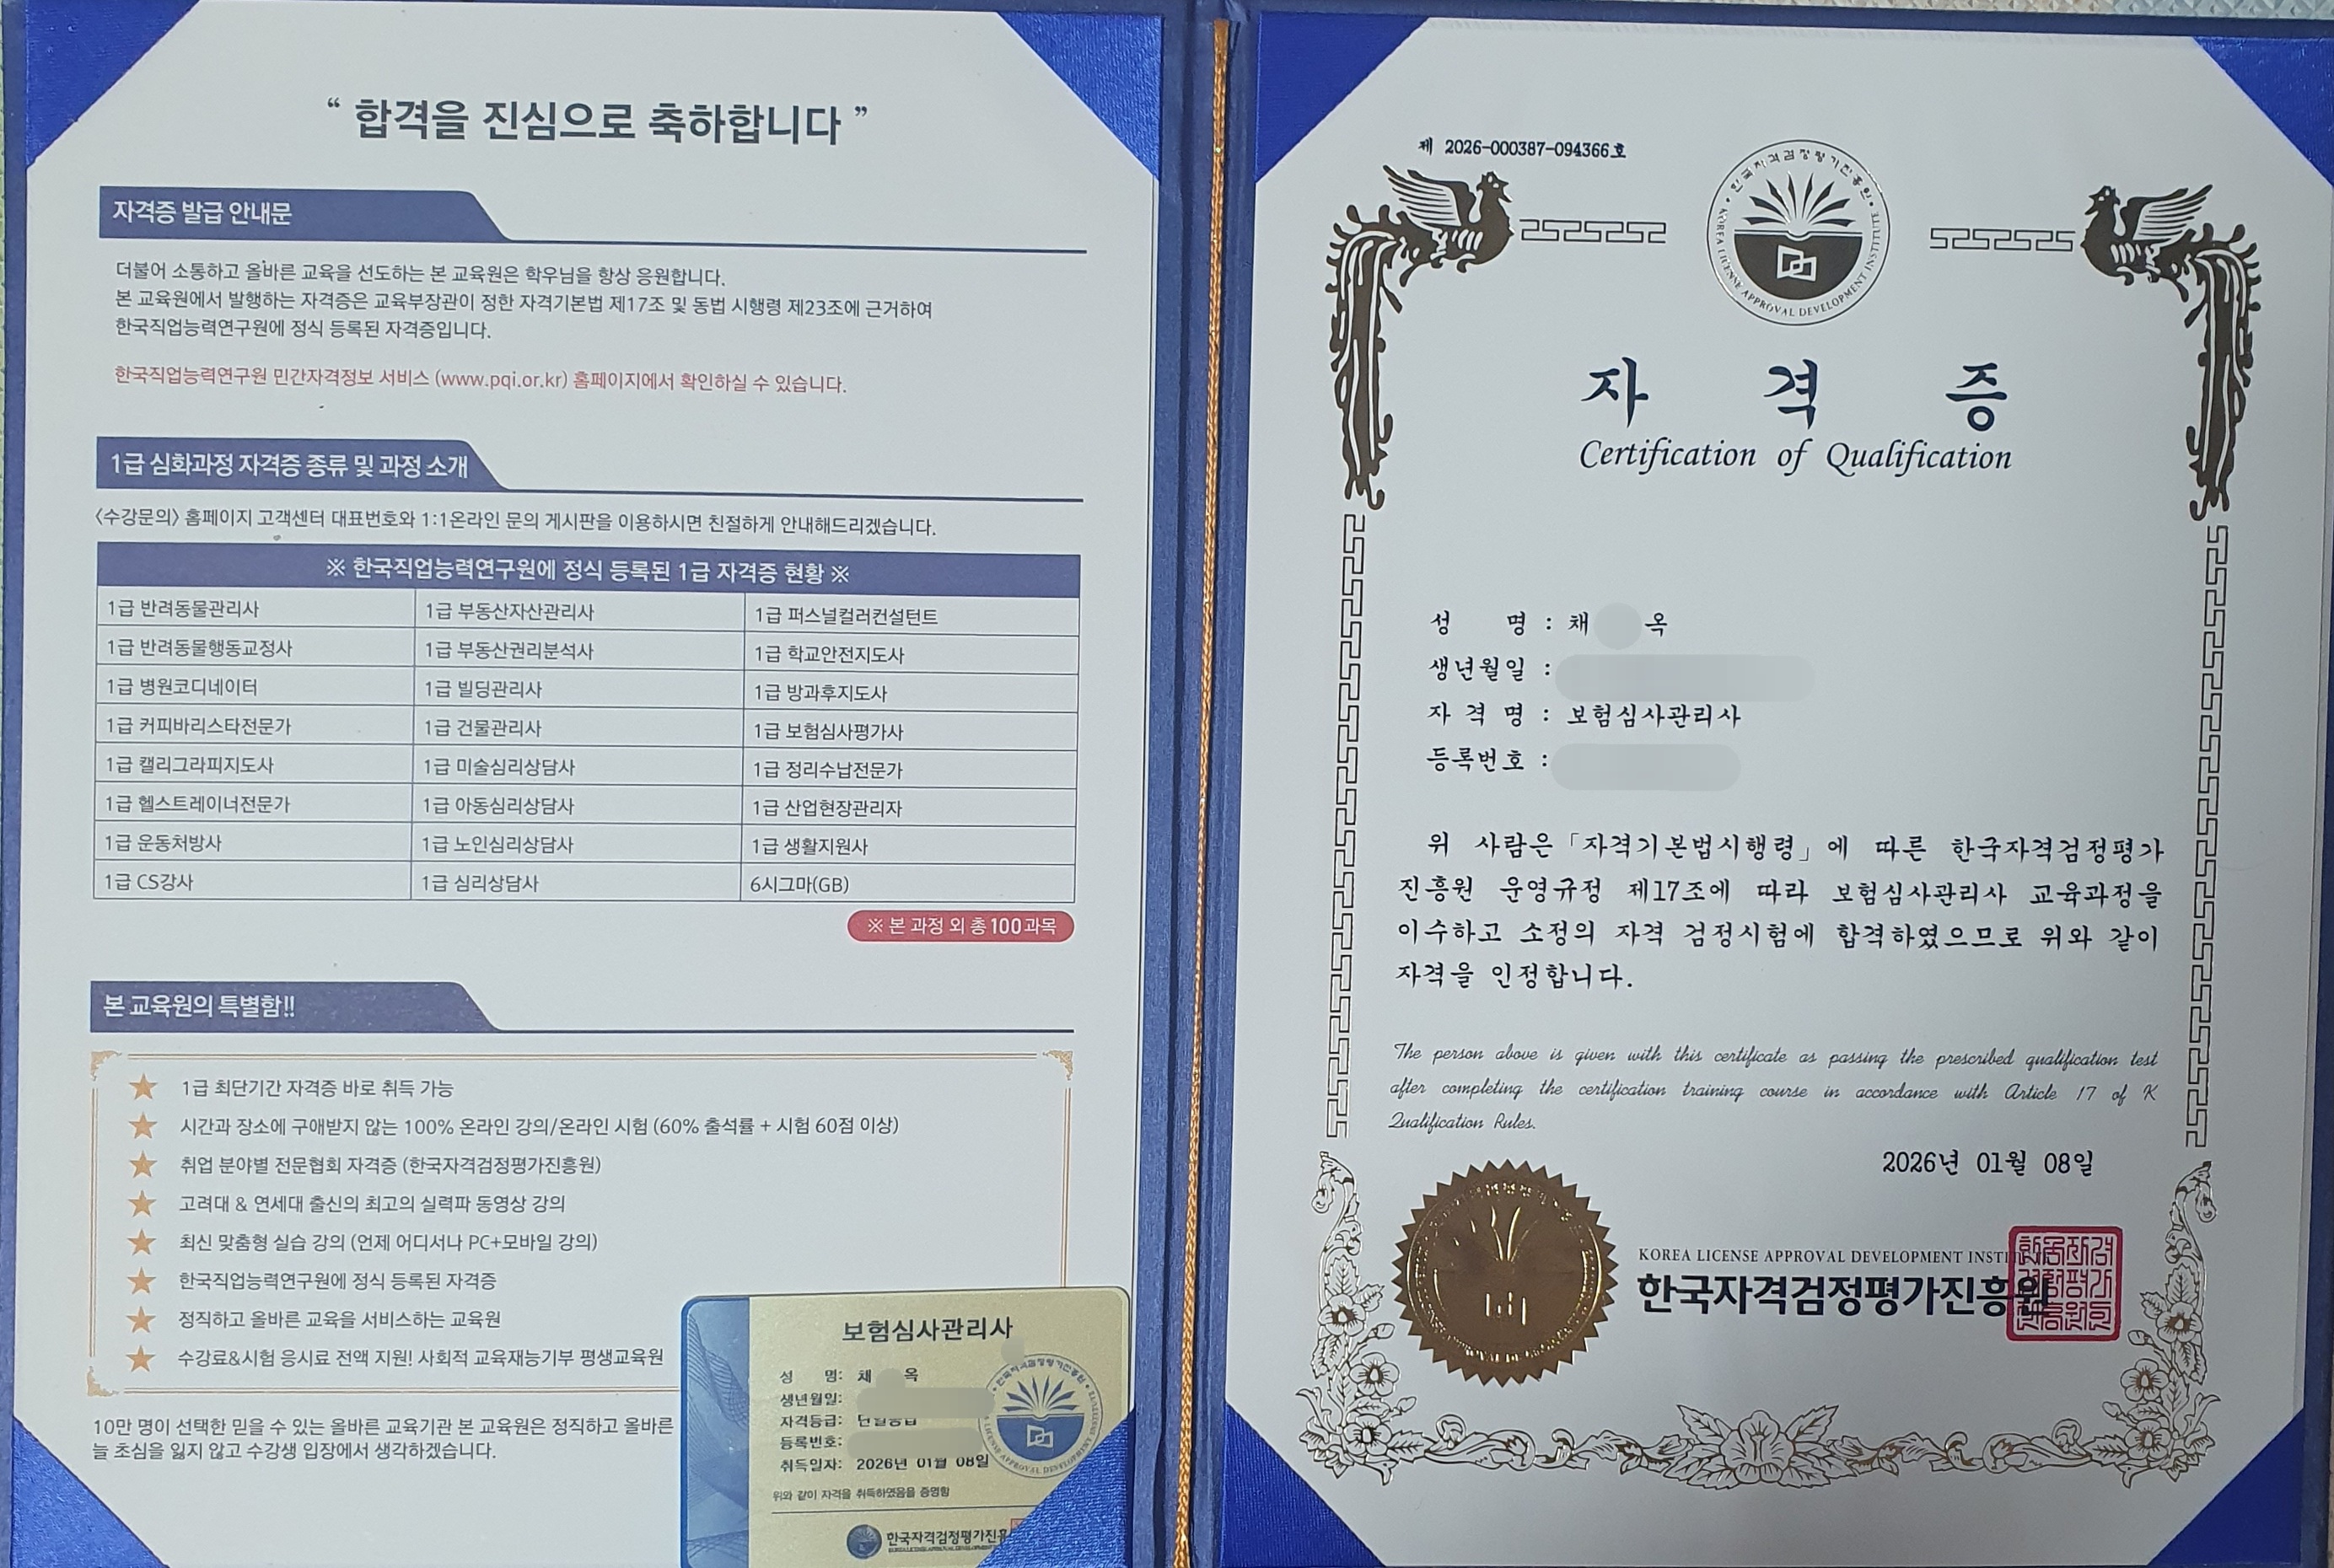 “ 합격을 진심으로 축하합니다 ”
자격증 발급 안내문
더불어 소통하고 올바른 교육을 선도하는 본 교육원은 학우님을 항상 응원합니다.
본 교육원에서 발행하는 자격증은 교육부장관이 정한 자격기본법 제17조 및 동법 시행령 제23조에 근거하여
한국직업능력연구원에 정식 등록된 자격증입니다.
한국직업능력연구원 민간자격정보 서비스 (www.pqi.or.kr) 홈페이지에서 확인하실 수 있습니다.
1급 심화과정 자격증 종류 및 과정 소개
<수강문의> 홈페이지 고객센터 대표번호와 1:1온라인 문의 게시판을 이용하시면 친절하게 안내해드리겠습니다.
※ 한국직업능력연구원에 정식 등록된 1급 자격증 현황 ※
1급 반려동물관리사 1급 부동산자산관리사 1급 퍼스널컬러컨설턴트
1급 반려동물행동교정사 1급 부동산권리분석사 1급 학교안전지도사
1급 병원코디네이터 1급 빌딩관리사 1급 방과후지도사
1급 커피바리스타전문가 1급 건물관리사 1급 보험심사평가사
1급 캘리그라피지도사 1급 미술심리상담사 1급 정리수납전문가
1급 헬스트레이너전문가 1급 아동심리상담사 1급 산업현장관리자
1급 운동처방사 1급 노인심리상담사 1급 생활지원사
1급 CS강사 1급 심리상담사 6시그마(GB)
※ 본 과정 외 총 100과목
본 교육원의 특별함!!
1급 최단기간 자격증 바로 취득 가능
시간과 장소에 구애받지 않는 100% 온라인 강의/온라인 시험 (60% 출석률 + 시험 60점 이상)
취업 분야별 전문협회 자격증 (한국자격검정평가진흥원)
고려대 & 연세대 출신의 최고의 실력파 동영상 강의
최신 맞춤형 실습 강의 (언제 어디서나 PC+모바일 강의)
한국직업능력연구원에 정식 등록된 자격증
정직하고 올바른 교육을 서비스하는 교육원
수강료&시험 응시료 전액 지원! 사회적 교육재능기부 평생교육원
10만 명이 선택한 믿을 수 있는 올바른 교육기관 본 교육원은 정직하고 올바른
늘 초심을 잃지 않고 수강생 입장에서 생각하겠습니다.
보험심사관리사
성 명: 채 옥
생년월일:
자격등급: 단일등급
등록번호:
취득일자: 2026년 01월 08일
위와 같이 자격을 취득하였음을 증명함
한국자격검정평가진흥
제 2026-000387-094366호
한국자격검정평가진흥원
KOREA LICENSE APPROVAL DEVELOPMENT INSTITUTE
자 격 증
Certification of Qualification
성 명 : 채 옥
생년월일 :
자 격 명 : 보험심사관리사
등록번호 :
위 사람은 「자격기본법시행령」에 따른 한국자격검정평가
진흥원 운영규정 제17조에 따라 보험심사관리사 교육과정을
이수하고 소정의 자격 검정시험에 합격하였으므로 위와 같이
자격을 인정합니다.
The person above is given with this certificate as passing the prescribed qualification test
after completing the certification training course in accordance with Article 17 of K
Qualification Rules.
2026년 01월 08일
KOREA LICENSE APPROVAL DEVELOPMENT
한국자격검정평가진흥원